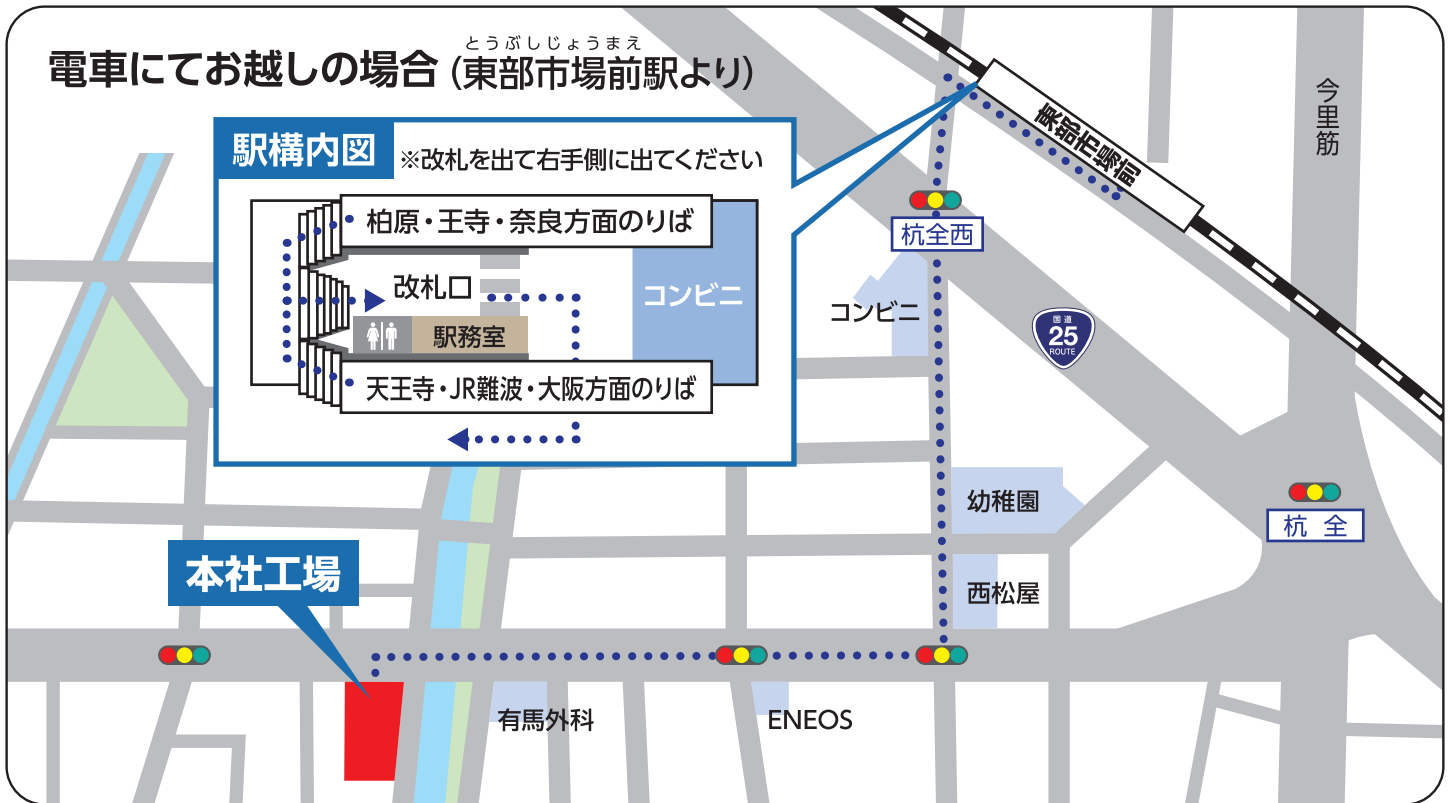 とうぶしじょうまえ
電車にてお越しの場合(東部市場前駅より)
駅構内図
※改札を出て右手側に出てください
柏原・王寺・奈良方面のりば
改札口
コンビニ
駅務室
天王寺・JR難波・大阪方面のりば
東部市場前
今里筋
杭全西
コンビニ
国道
25
ROUTE
幼稚園
杭 全
西松屋
本社工場
有馬外科
ENEOS